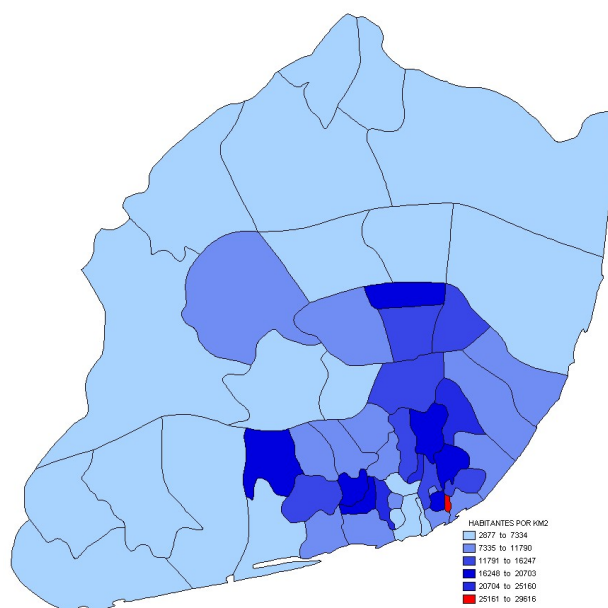 HABITANTES POR KM2
2877 to 7334
7335 to 11790
11791 to 16247
16248 to 20703
20704 to 25160
25161 to 29616